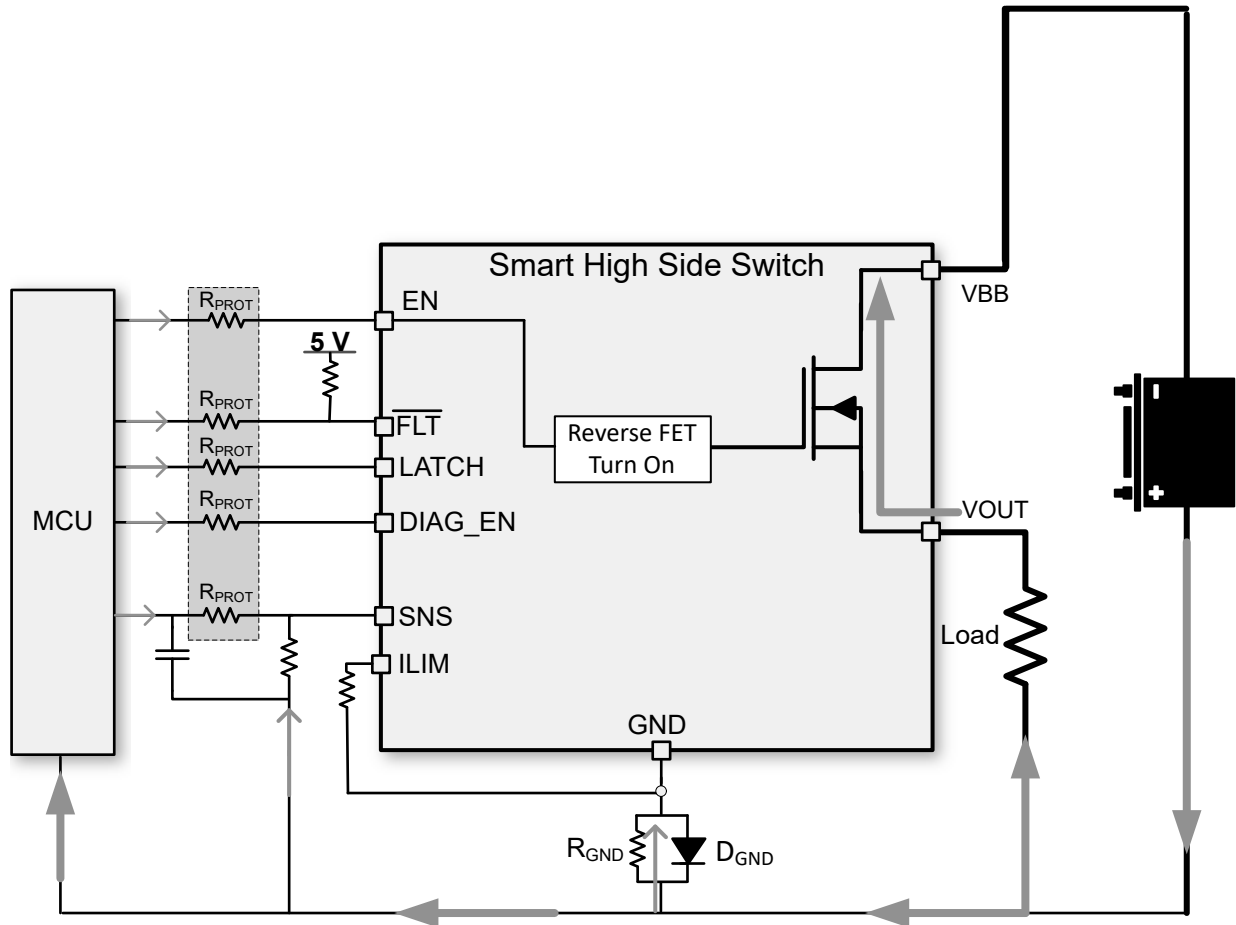 Smart High Side Switch
VBB
MCU
R_PROT
EN
5 V
R_PROT
FLT
R_PROT
LATCH
R_PROT
DIAG_EN
R_PROT
SNS
ILIM
Reverse FET
Turn On
VOUT
Load
GND
R_GND
D_GND
-
+